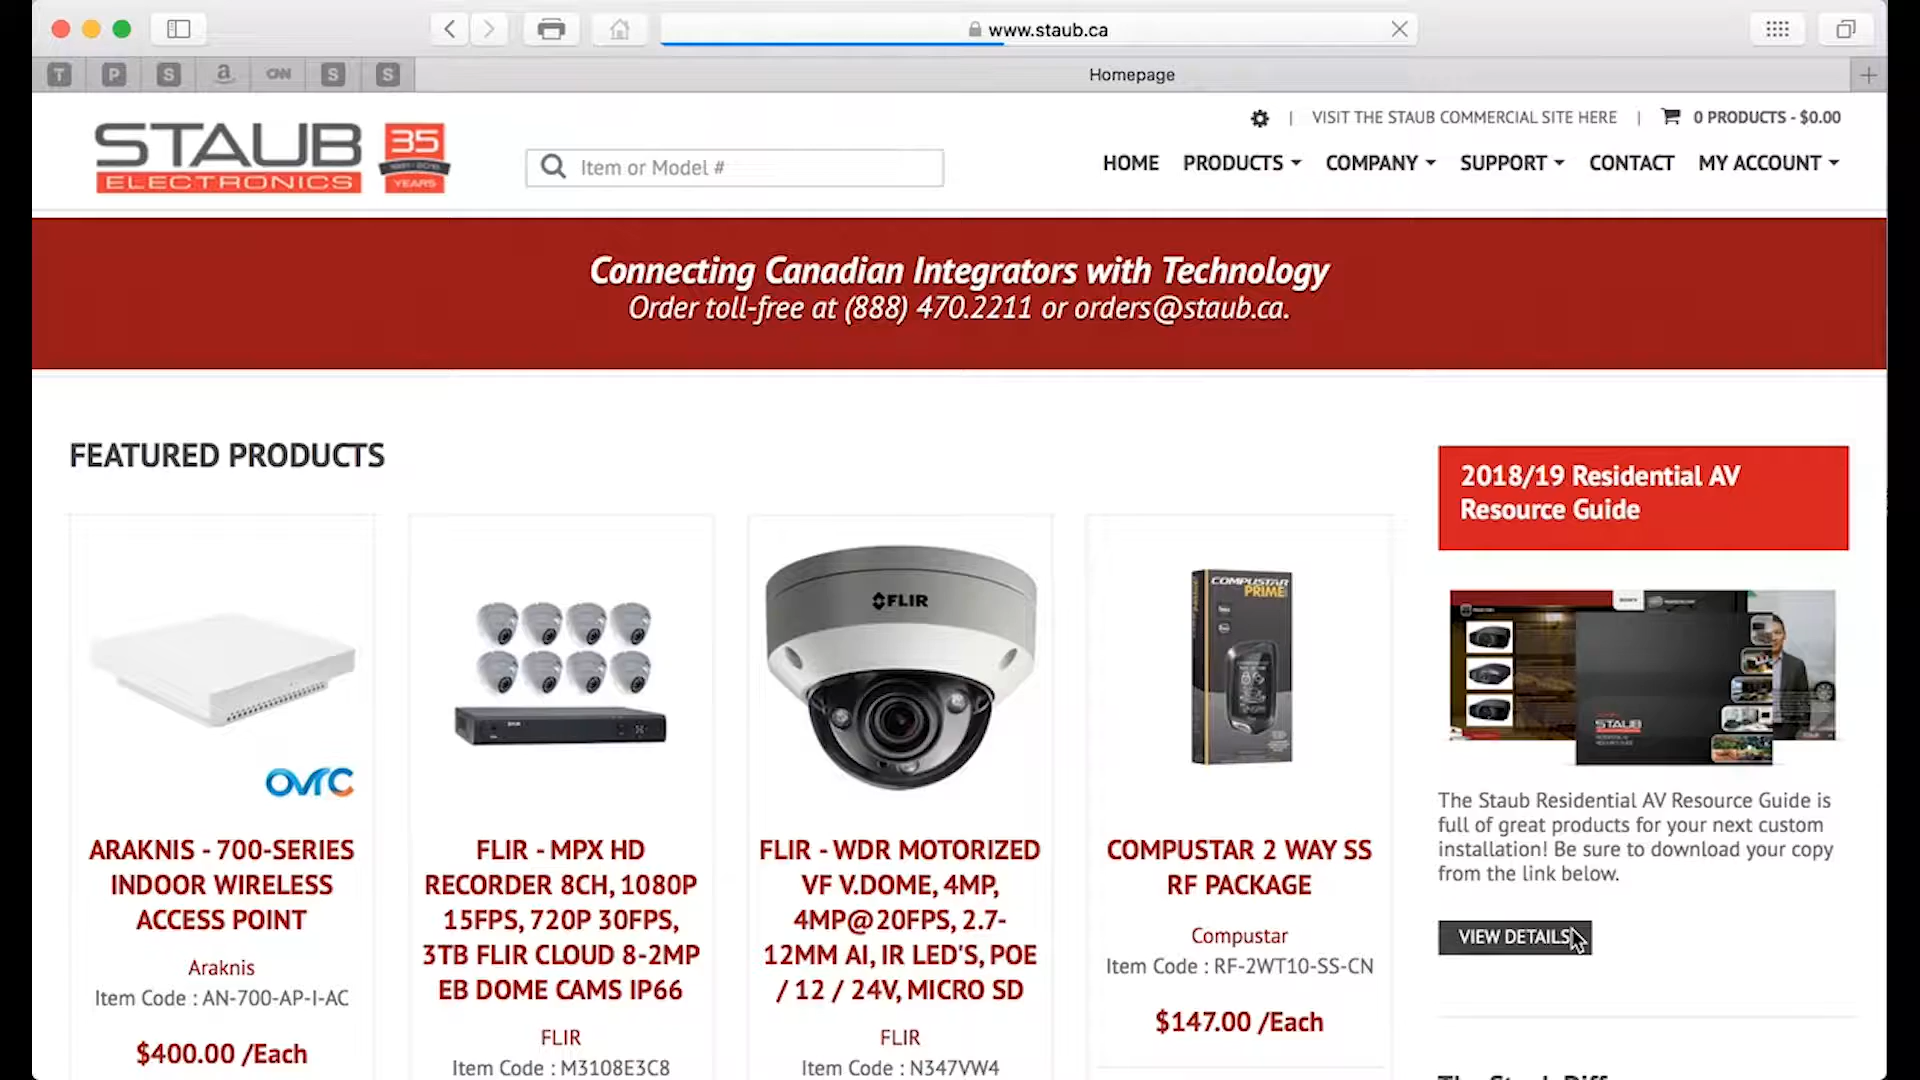 www.staub.ca
T
P
S
a
CNN
S
S
Homepage
VISIT THE STAUB COMMERCIAL SITE HERE | 0 PRODUCTS - $0.00
STAUB
ELECTRONICS
35
YEARS
Item or Model #
HOME PRODUCTS COMPANY SUPPORT CONTACT MY ACCOUNT
Connecting Canadian Integrators with Technology
Order toll-free at (888) 470.2211 or orders@staub.ca.
FEATURED PRODUCTS
ovrc
ARAKNIS - 700-SERIES
INDOOR WIRELESS
ACCESS POINT
Araknis
Item Code : AN-700-AP-I-AC
$400.00 /Each
FLIR - MPX HD
RECORDER 8CH, 1080P
15FPS, 720P 30FPS,
3TB FLIR CLOUD 8-2MP
EB DOME CAMS IP66
FLIR
Item Code : M3108E3C8
FLIR
FLIR - WDR MOTORIZED
VF V.DOME, 4MP,
4MP@20FPS, 2.7-
12MM AI, IR LED'S, POE
/ 12 / 24V, MICRO SD
FLIR
Item Code : N347VW4
COMPUSTAR
PRIME
COMPUSTAR 2 WAY SS
RF PACKAGE
Compustar
Item Code : RF-2WT10-SS-CN
$147.00 /Each
2018/19 Residential AV
Resource Guide
STAUB
The Staub Residential AV Resource Guide is
full of great products for your next custom
installation! Be sure to download your copy
from the link below.
VIEW DETAILS